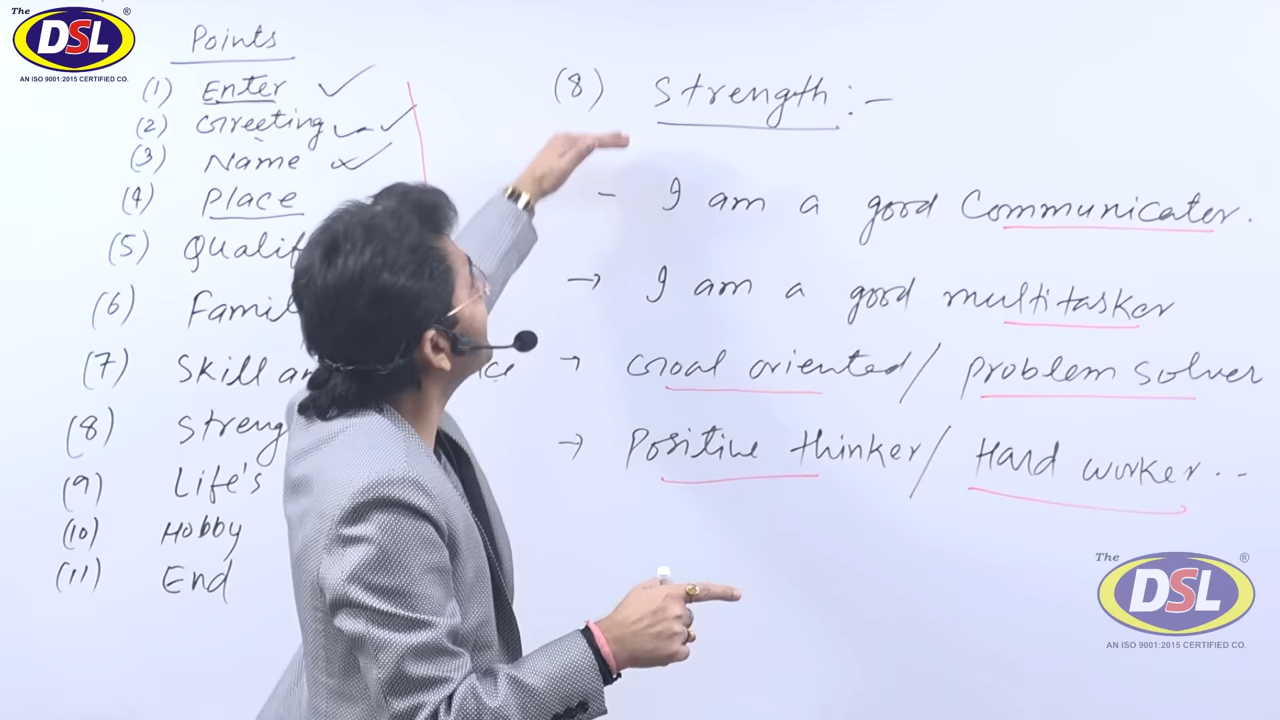 The
DSL
®
AN ISO 9001:2015 CERTIFIED CO.
Points
(1) Enter
(2) Greeting
(3) Name
(4) Place
(5) Qualif
(6) Famil
(7) Skill an ce
(8) Streng
(9) Life's
(10) Hobby
(11) End
(8) Strength :-
- I am a good Communicater.
→ I am a good multitasker
→ Goal oriented / problem solver
→ Positive thinker / Hard worker...
The
DSL
®
AN ISO 9001:2015 CERTIFIED CO.